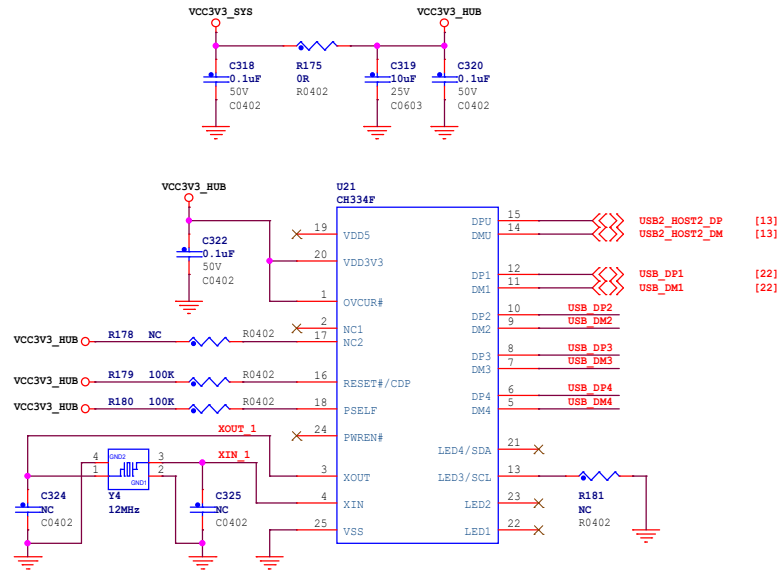 VCC3V3_SYS
VCC3V3_HUB
C318
0.1uF
50V
C0402
R175
0R
R0402
C319
10uF
25V
C0603
C320
0.1uF
50V
C0402
VCC3V3_HUB
C322
0.1uF
50V
C0402
U21
CH334F
19 VDD5
20 VDD3V3
1 OVCUR#
2 NC1
17 NC2
16 RESET#/CDP
18 PSELF
24 PWREN#
3 XOUT
4 XIN
25 VSS
DPU 15 USB2_HOST2_DP [13]
DMU 14 USB2_HOST2_DM [13]
DP1 12 USB_DP1 [22]
DM1 11 USB_DM1 [22]
DP2 10 USB_DP2
DM2 9 USB_DM2
DP3 8 USB_DP3
DM3 7 USB_DM3
DP4 6 USB_DP4
DM4 5 USB_DM4
LED4/SDA 21
LED3/SCL 13
LED2 23
LED1 22
VCC3V3_HUB R178 NC R0402
VCC3V3_HUB R179 100K R0402
VCC3V3_HUB R180 100K R0402
XOUT_1
XIN_1
4 GND2 3
1 GND1 2
Y4
12MHz
C324
NC
C0402
C325
NC
C0402
R181
NC
R0402